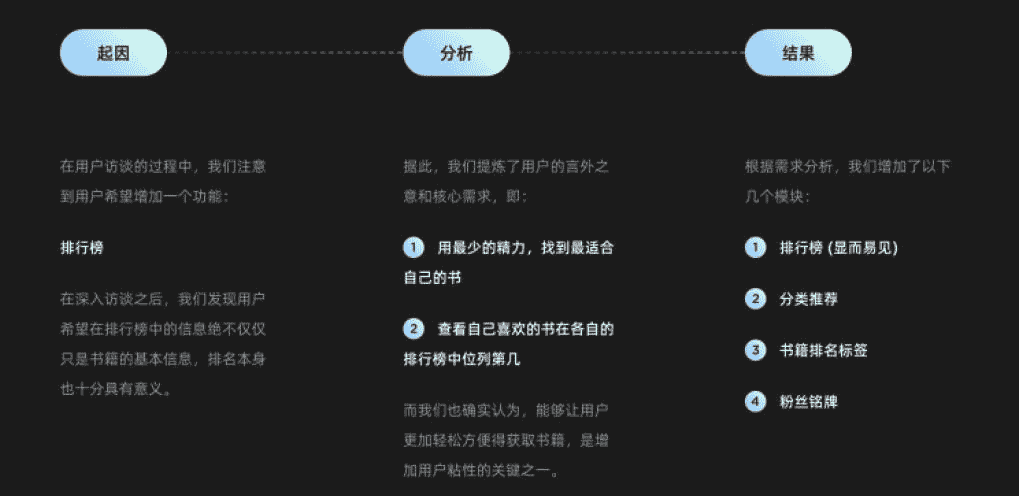 起因
分析
结果
在用户访谈的过程中，我们注意
到用户希望增加一个功能：
排行榜
在深入访谈之后，我们发现用户
希望在排行榜中的信息绝不仅仅
只是书籍的基本信息，排名本身
也十分具有意义。
据此，我们提炼了用户的言外之
意和核心需求，即：
1 用最少的精力，找到最适合
自己的书
2 查看自己喜欢的书在各自的
排行榜中位列第几
而我们也确实认为，能够让用户
更加轻松方便得获取书籍，是增
加用户粘性的关键之一。
根据需求分析，我们增加了以下
几个模块：
1 排行榜 (显而易见)
2 分类推荐
3 书籍排名标签
4 粉丝铭牌